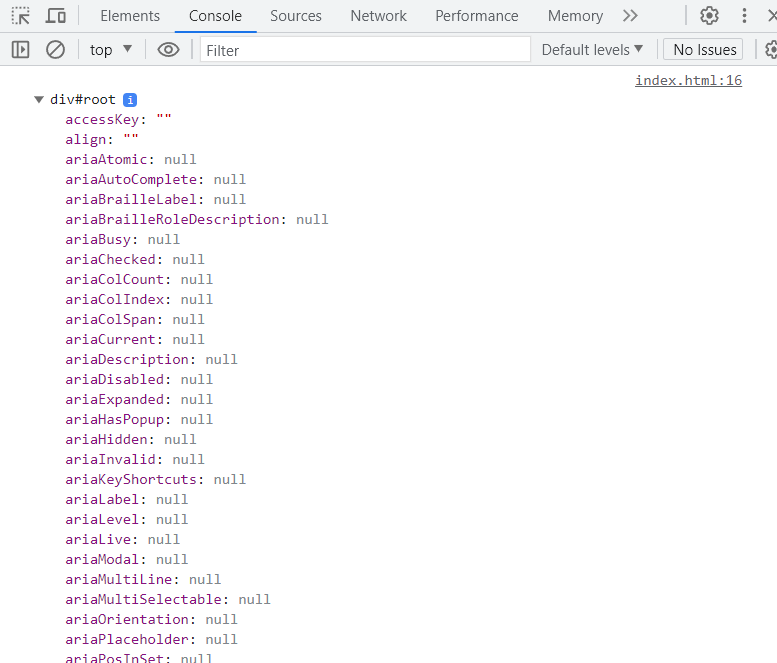 Elements Console Sources Network Performance Memory
top Filter Default levels No Issues
index.html:16
div#root i
accessKey: ""
align: ""
ariaAtomic: null
ariaAutoComplete: null
ariaBrailleLabel: null
ariaBrailleRoleDescription: null
ariaBusy: null
ariaChecked: null
ariaColCount: null
ariaColIndex: null
ariaColSpan: null
ariaCurrent: null
ariaDescription: null
ariaDisabled: null
ariaExpanded: null
ariaHasPopup: null
ariaHidden: null
ariaInvalid: null
ariaKeyShortcuts: null
ariaLabel: null
ariaLevel: null
ariaLive: null
ariaModal: null
ariaMultiLine: null
ariaMultiSelectable: null
ariaOrientation: null
ariaPlaceholder: null
ariaPosInSet: null